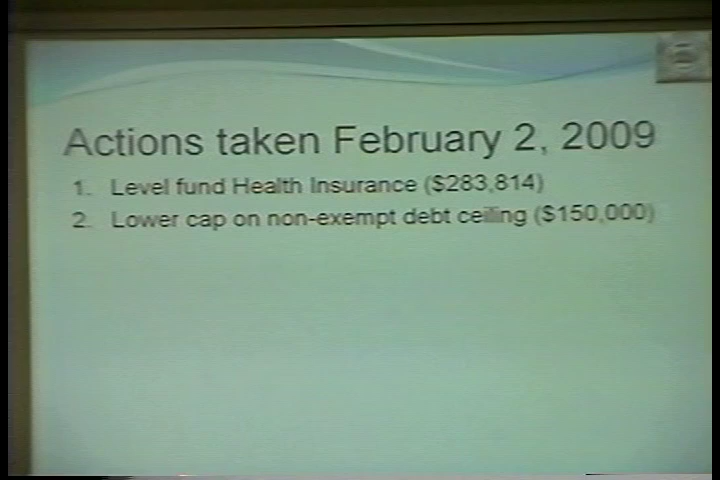 Actions taken February 2, 2009
1. Level fund Health Insurance ($283,814)
2. Lower cap on non-exempt debt ceiling ($150,000)